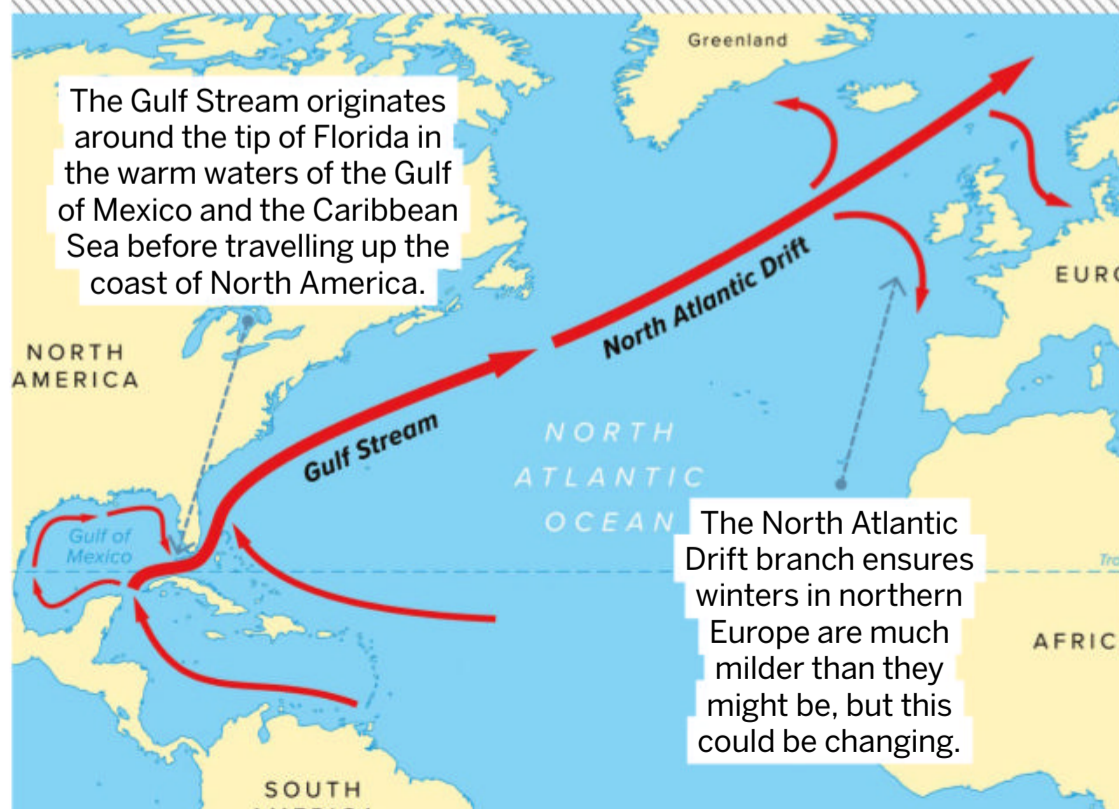 Greenland
The Gulf Stream originates
around the tip of Florida in
the warm waters of the Gulf
of Mexico and the Caribbean
Sea before travelling up the
coast of North America.
NORTH
AMERICA
EURO
North Atlantic Drift
Gulf Stream
NORTH
ATLANTIC
OCEAN
Gulf of
Mexico
The North Atlantic
Drift branch ensures
winters in northern
Europe are much
milder than they
might be, but this
could be changing.
Tro
AFRIC
SOUTH
AMERICA